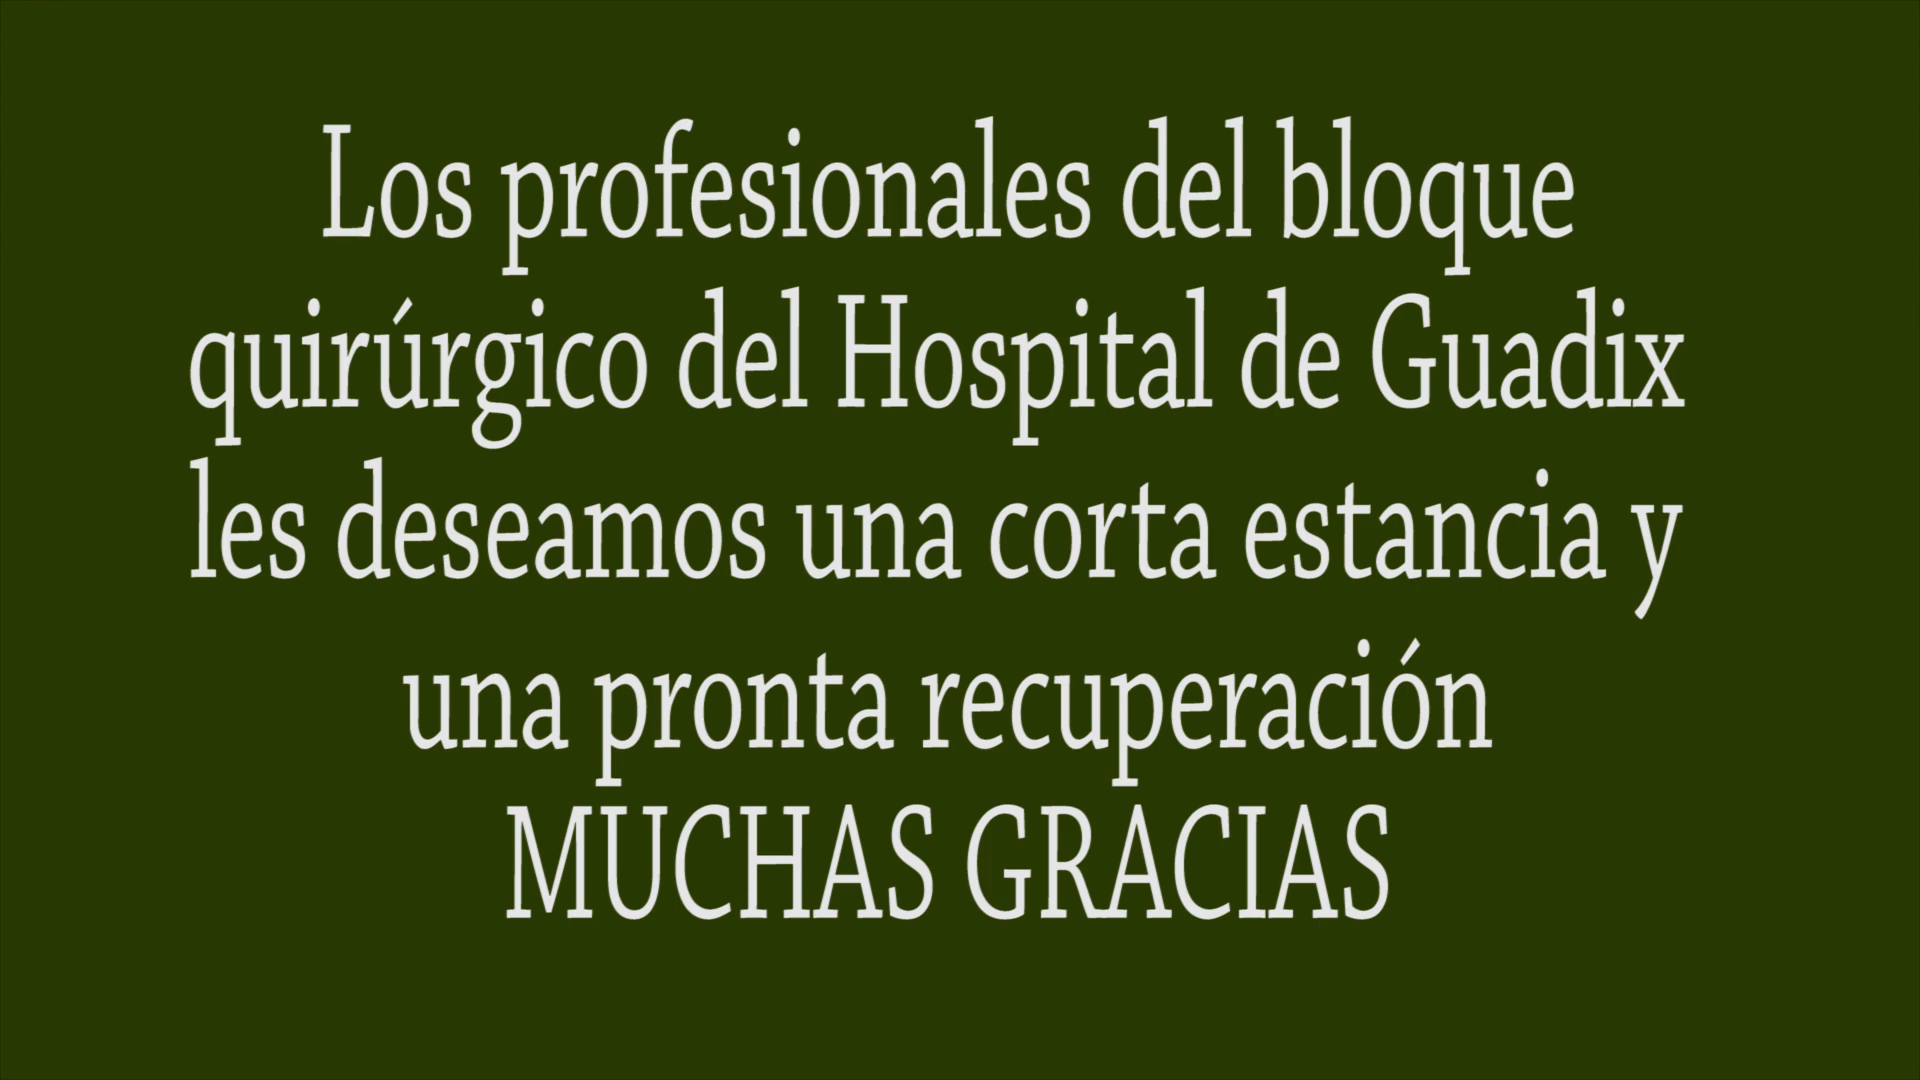 Los profesionales del bloque
quirúrgico del Hospital de Guadix
les deseamos una corta estancia y
una pronta recuperación
MUCHAS GRACIAS